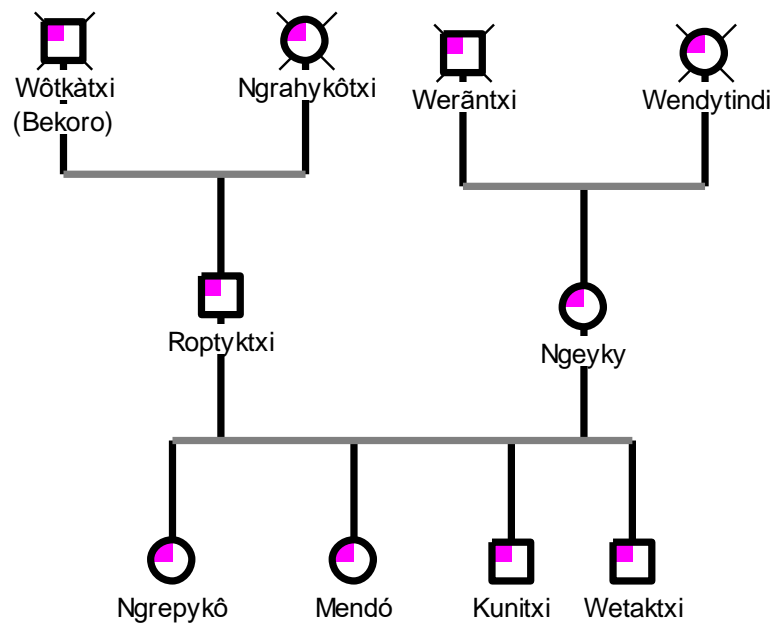 Wôtkàtxi
(Bekoro)
Ngrahykôtxi
Werãntxi
Wendytindi
Roptyktxi
Ngeyky
Ngrepykô
Mendó
Kunitxi
Wetaktxi